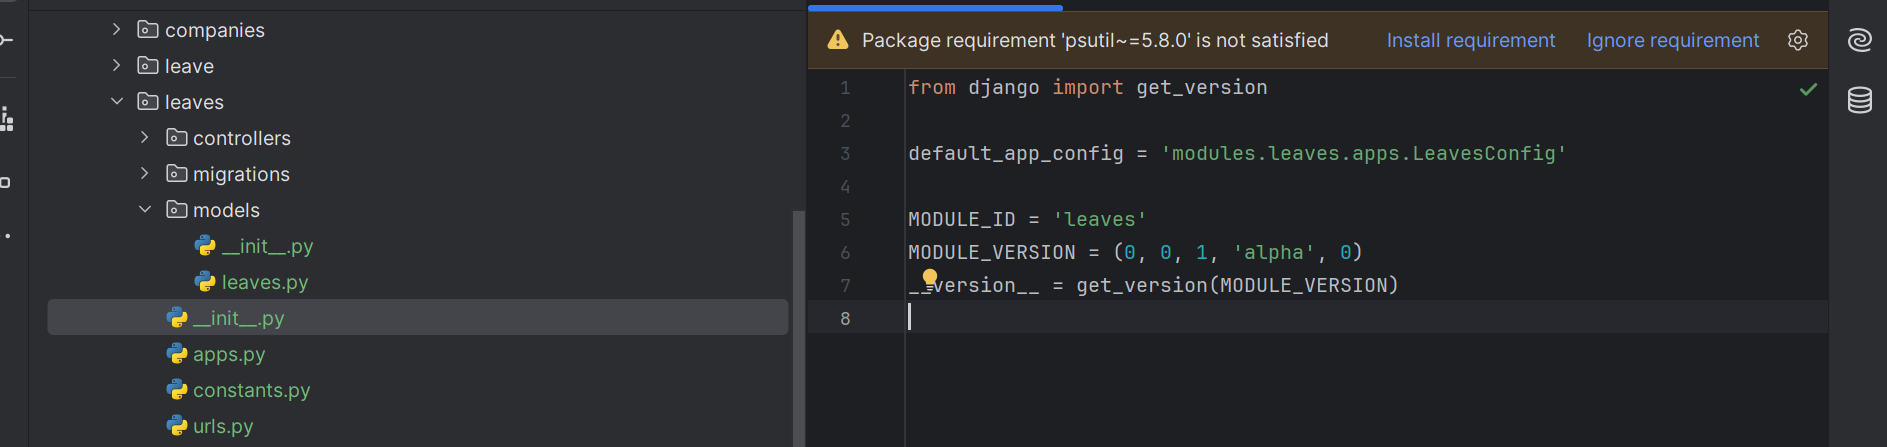 companies
leave
leaves
controllers
migrations
models
__init__.py
leaves.py
__init__.py
apps.py
constants.py
urls.py
Package requirement 'psutil~=5.8.0' is not satisfied Install requirement Ignore requirement
1 from django import get_version
2
3 default_app_config = 'modules.leaves.apps.LeavesConfig'
4
5 MODULE_ID = 'leaves'
6 MODULE_VERSION = (0, 0, 1, 'alpha', 0)
7 __version__ = get_version(MODULE_VERSION)
8